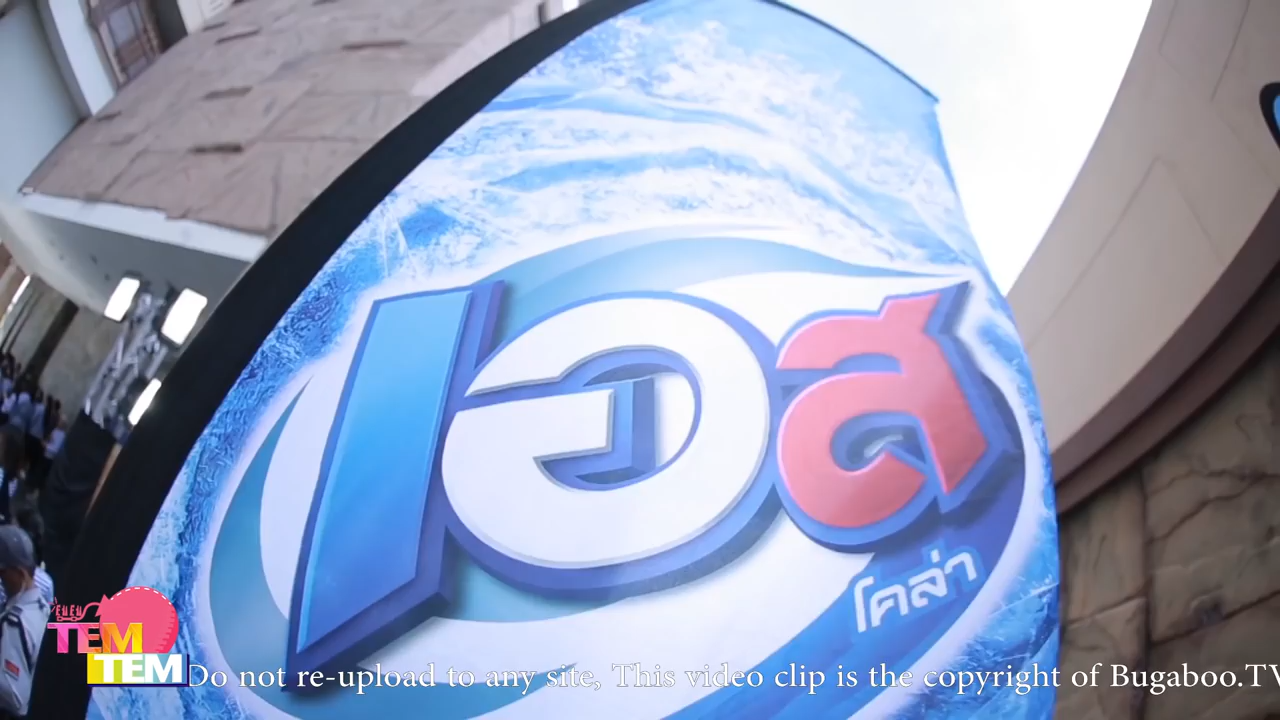 เอส
โคล่า
TEM
TEM
Do not re-upload to any site, This video clip is the copyright of Bugaboo.TV